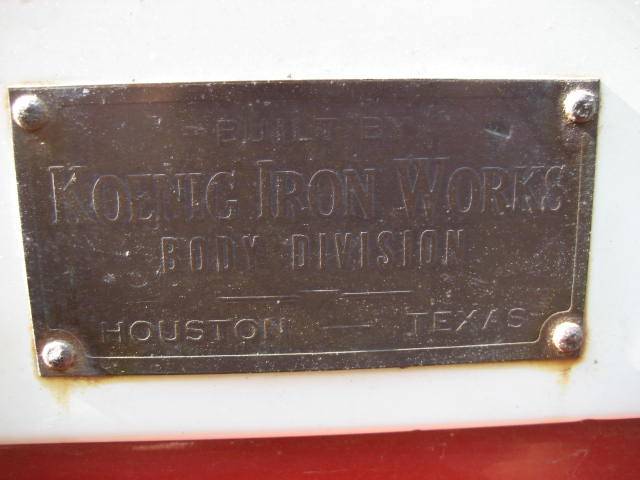 - BUILT BY -
KOENIG IRON WORKS
BODY DIVISION
HOUSTON — TEXAS